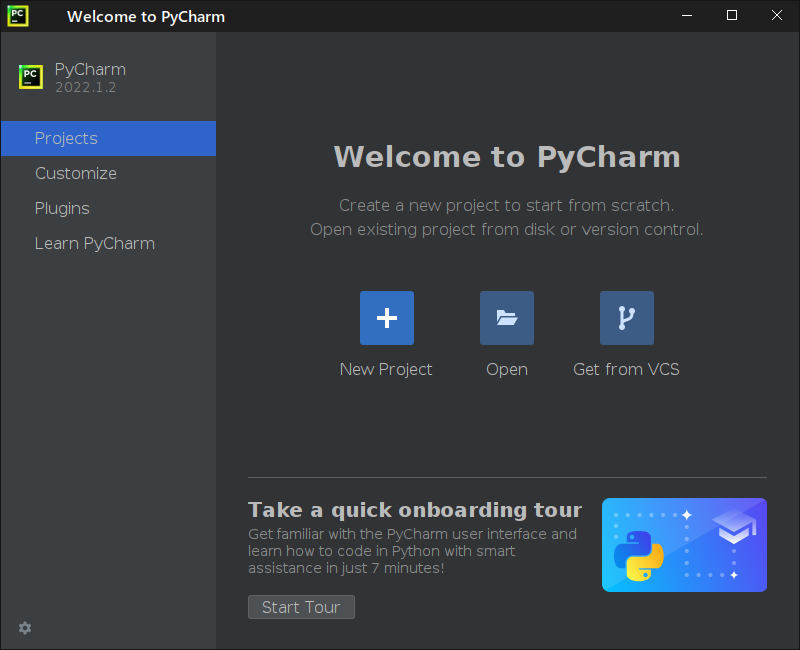 PC
Welcome to PyCharm
PC
PyCharm
2022.1.2
Projects
Customize
Plugins
Learn PyCharm
Welcome to PyCharm
Create a new project to start from scratch.
Open existing project from disk or version control.
New Project
Open
Get from VCS
Take a quick onboarding tour
Get familiar with the PyCharm user interface and
learn how to code in Python with smart
assistance in just 7 minutes!
Start Tour